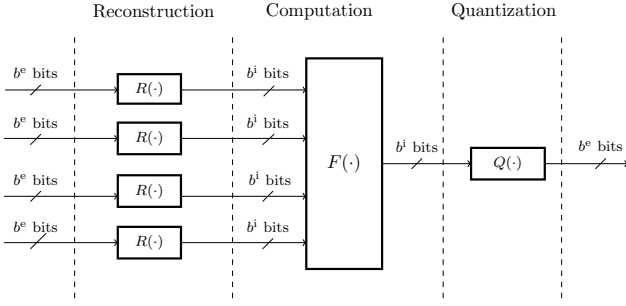 Reconstruction Computation Quantization
b^e bits R(·) b^i bits
b^e bits R(·) b^i bits
F(·) b^i bits Q(·) b^e bits
b^e bits R(·) b^i bits
b^e bits R(·) b^i bits